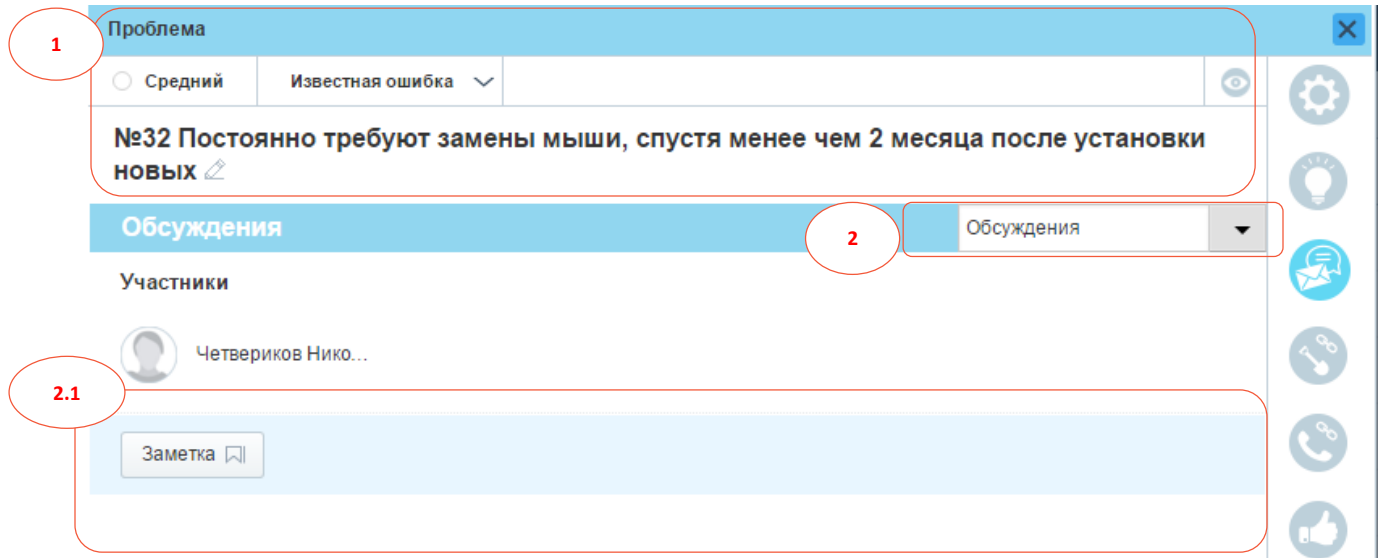 1
Проблема
Средний
Известная ошибка
№32 Постоянно требуют замены мыши, спустя менее чем 2 месяца после установки
новых
Обсуждения
2
Обсуждения
Участники
Четвериков Нико...
2.1
Заметка